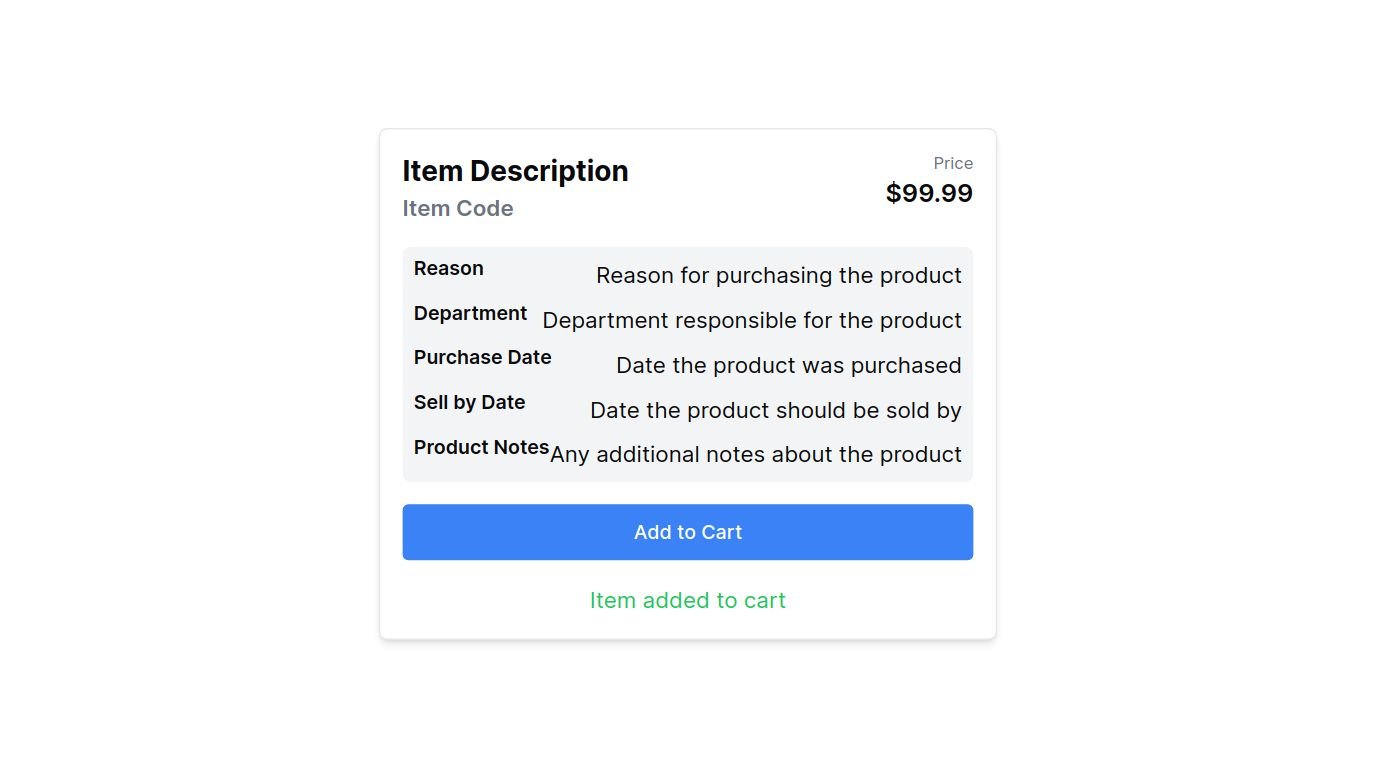 Item Description
Item Code
Price
$99.99
Reason
Reason for purchasing the product
Department
Department responsible for the product
Purchase Date
Date the product was purchased
Sell by Date
Date the product should be sold by
Product Notes
Any additional notes about the product
Add to Cart
Item added to cart